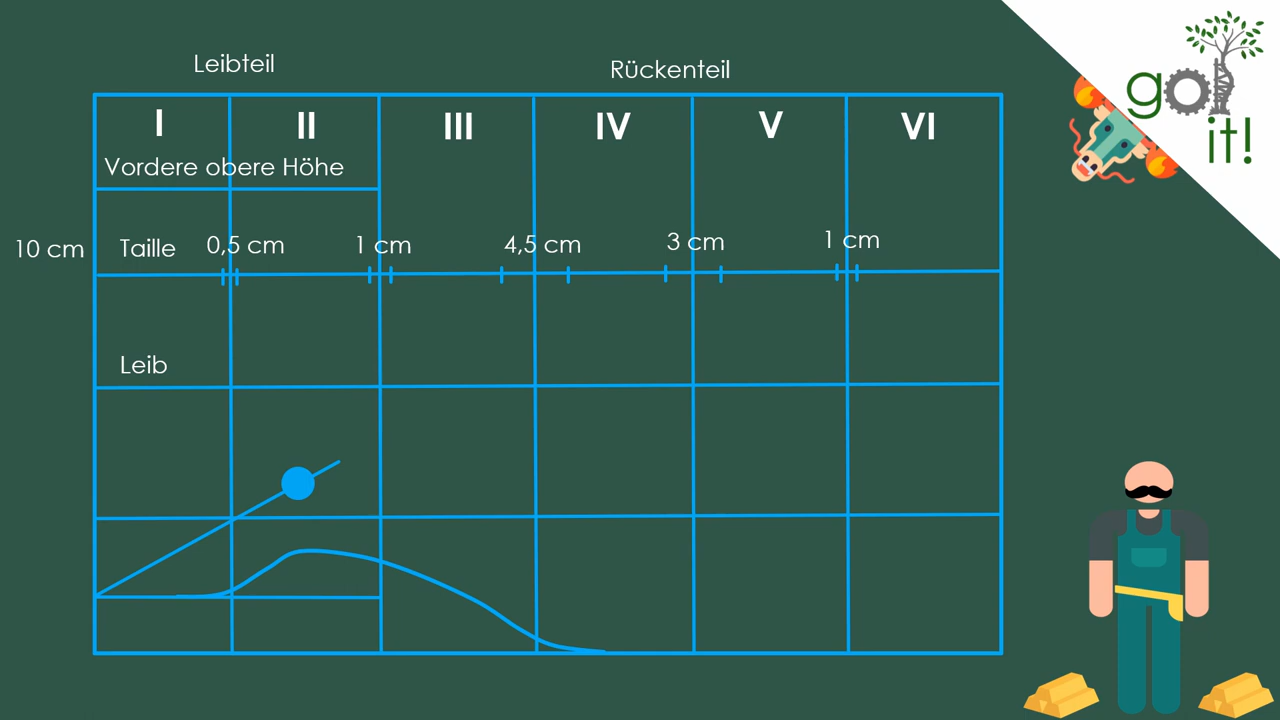 Leibteil
Rückenteil
I II III IV V VI
Vordere obere Höhe
10 cm Taille 0,5 cm 1 cm 4,5 cm 3 cm 1 cm
Leib
go
it!